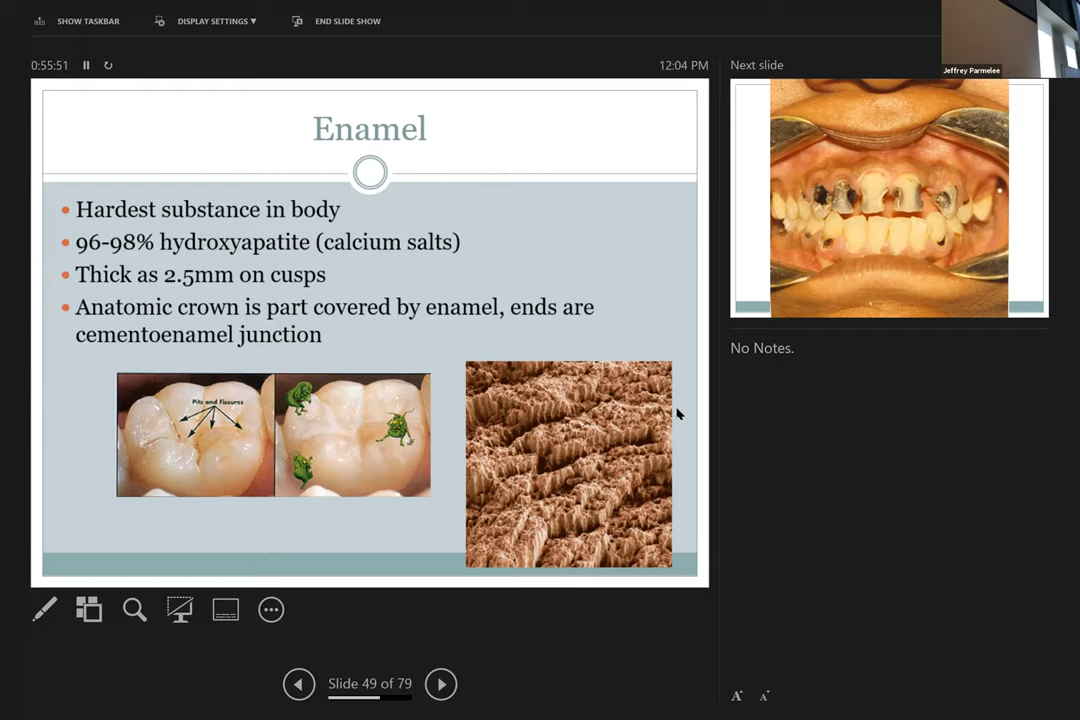 SHOW TASKBAR
DISPLAY SETTINGS ▼
END SLIDE SHOW
Jeffrey Parmelee
0:55:51
12:04 PM
Next slide
Enamel
• Hardest substance in body
• 96-98% hydroxyapatite (calcium salts)
• Thick as 2.5mm on cusps
• Anatomic crown is part covered by enamel, ends are
cementoenamel junction
Pits and Fissures
No Notes.
Slide 49 of 79
A A